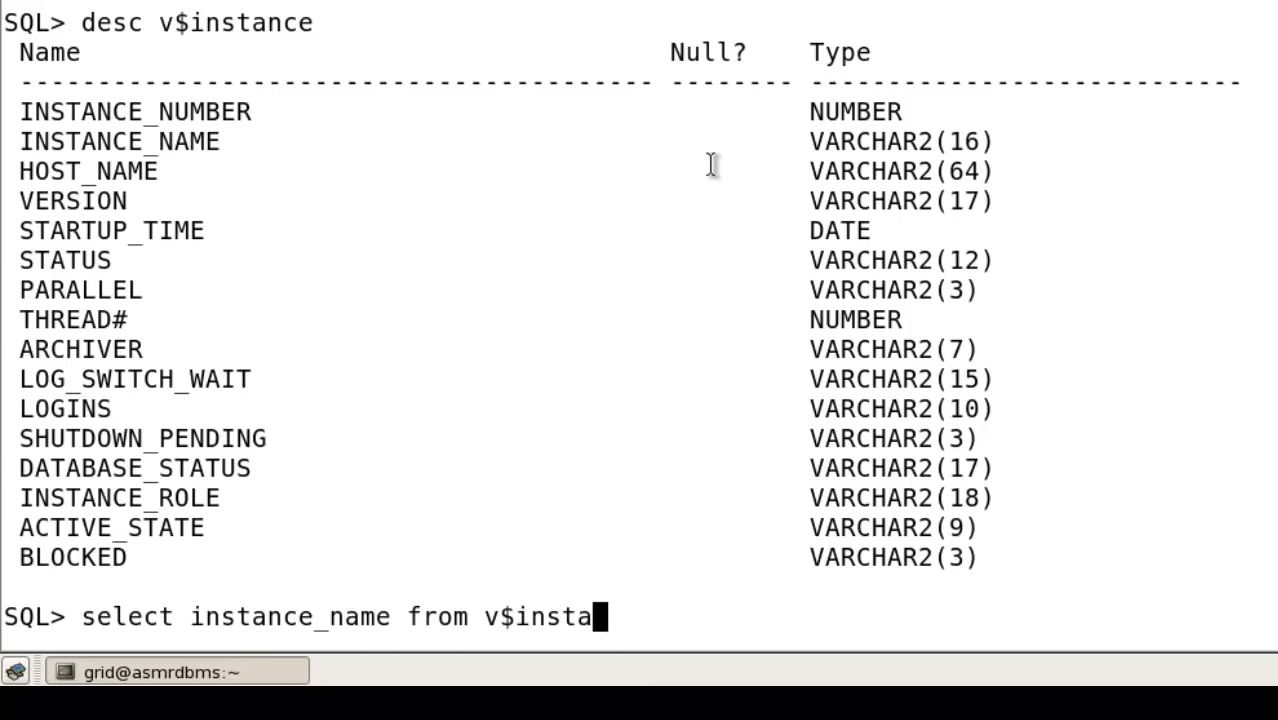 SQL> desc v$instance
Name Null? Type
----------------------------------------- -------- ----------------------------
INSTANCE_NUMBER NUMBER
INSTANCE_NAME VARCHAR2(16)
HOST_NAME VARCHAR2(64)
VERSION VARCHAR2(17)
STARTUP_TIME DATE
STATUS VARCHAR2(12)
PARALLEL VARCHAR2(3)
THREAD# NUMBER
ARCHIVER VARCHAR2(7)
LOG_SWITCH_WAIT VARCHAR2(15)
LOGINS VARCHAR2(10)
SHUTDOWN_PENDING VARCHAR2(3)
DATABASE_STATUS VARCHAR2(17)
INSTANCE_ROLE VARCHAR2(18)
ACTIVE_STATE VARCHAR2(9)
BLOCKED VARCHAR2(3)
SQL> select instance_name from v$insta
grid@asmrdbms:~